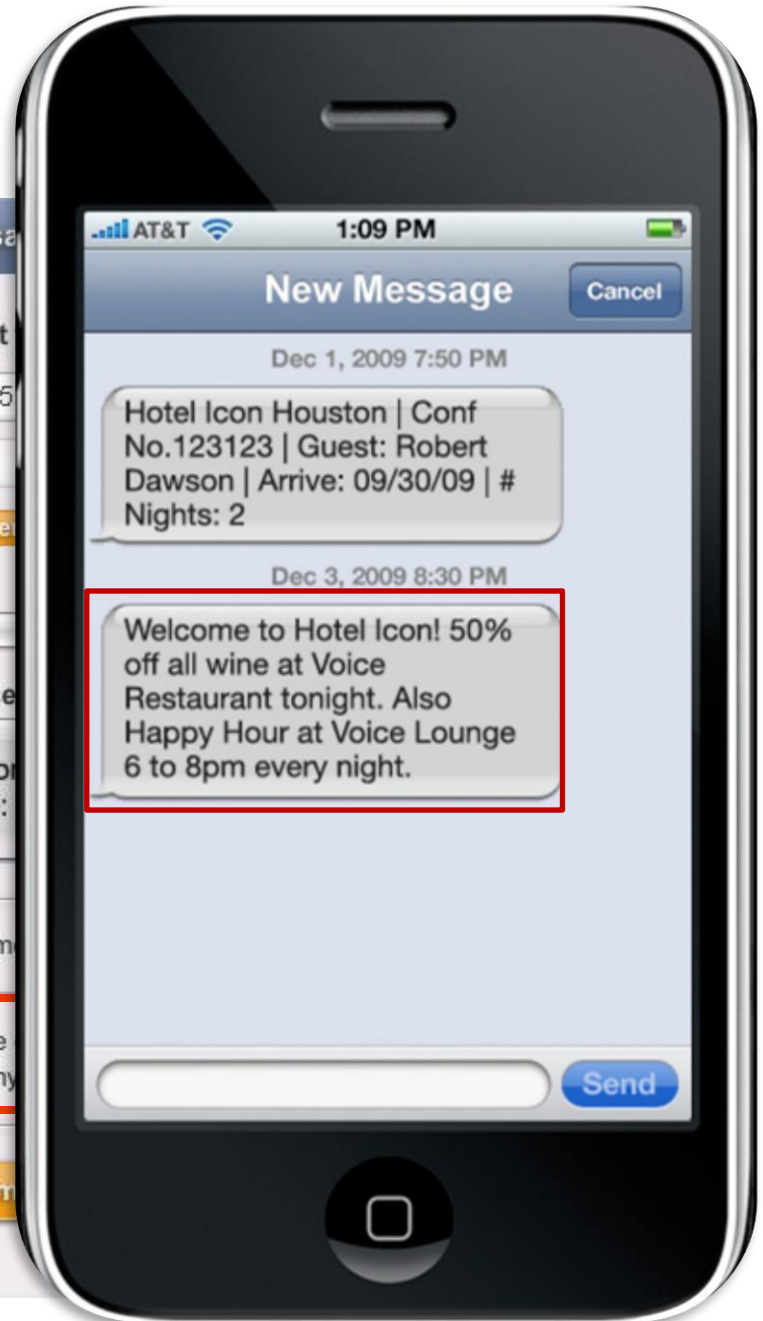 AT&T 1:09 PM
New Message Cancel
Dec 1, 2009 7:50 PM
Hotel Icon Houston | Conf
No.123123 | Guest: Robert
Dawson | Arrive: 09/30/09 | #
Nights: 2
Dec 3, 2009 8:30 PM
Welcome to Hotel Icon! 50%
off all wine at Voice
Restaurant tonight. Also
Happy Hour at Voice Lounge
6 to 8pm every night.
Send